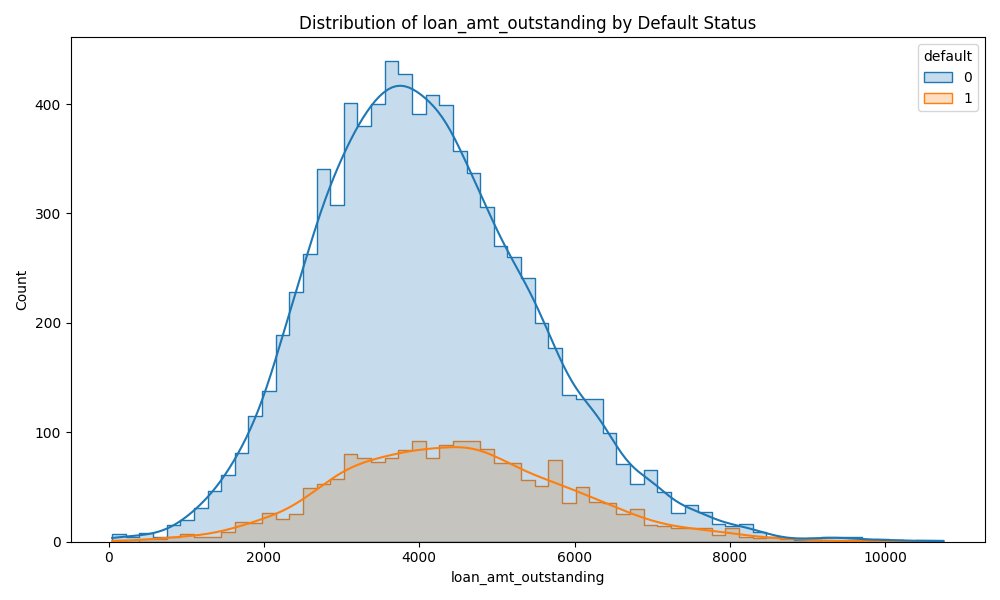 Distribution of loan_amt_outstanding by Default Status
default
0
1
Count
400
300
200
100
0
0 2000 4000 6000 8000 10000
loan_amt_outstanding